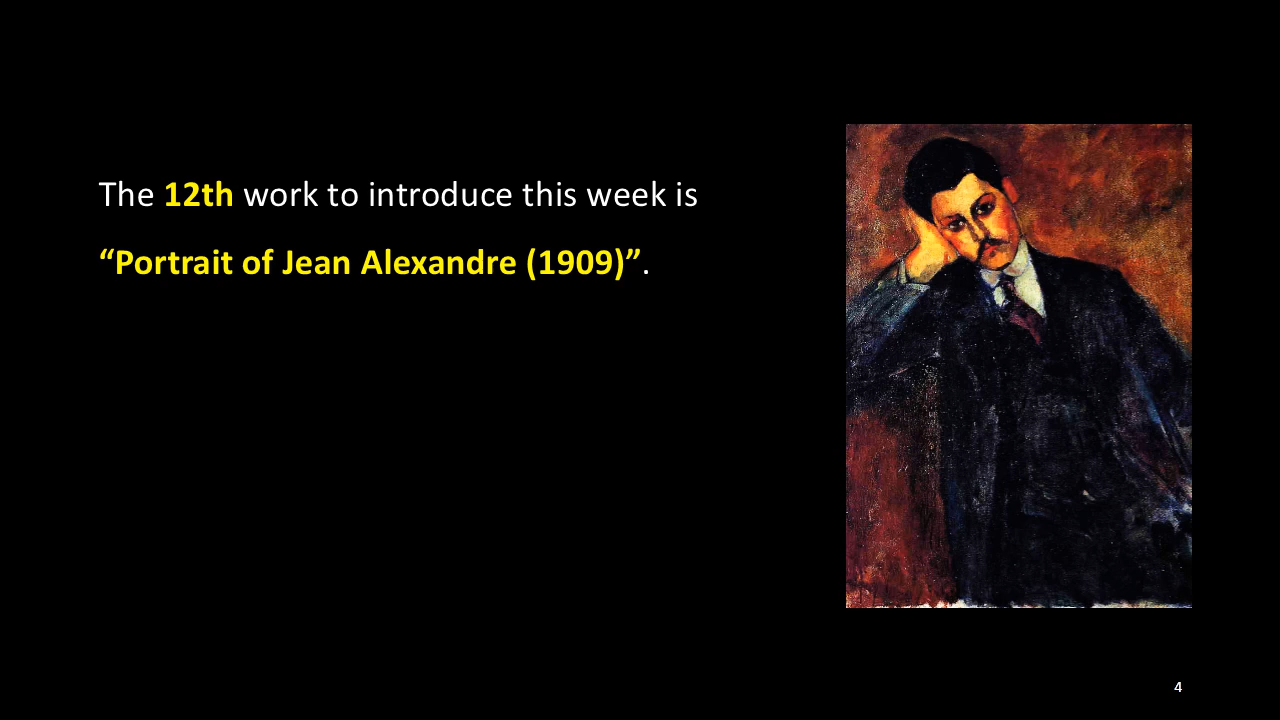 The 12th work to introduce this week is
“Portrait of Jean Alexandre (1909)”.
4